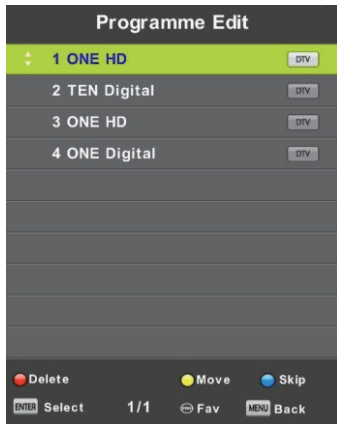 Programme Edit
1 ONE HD DTV
2 TEN Digital DTV
3 ONE HD DTV
4 ONE Digital DTV
Delete Move Skip
ENTER Select 1/1 Fav MENU Back